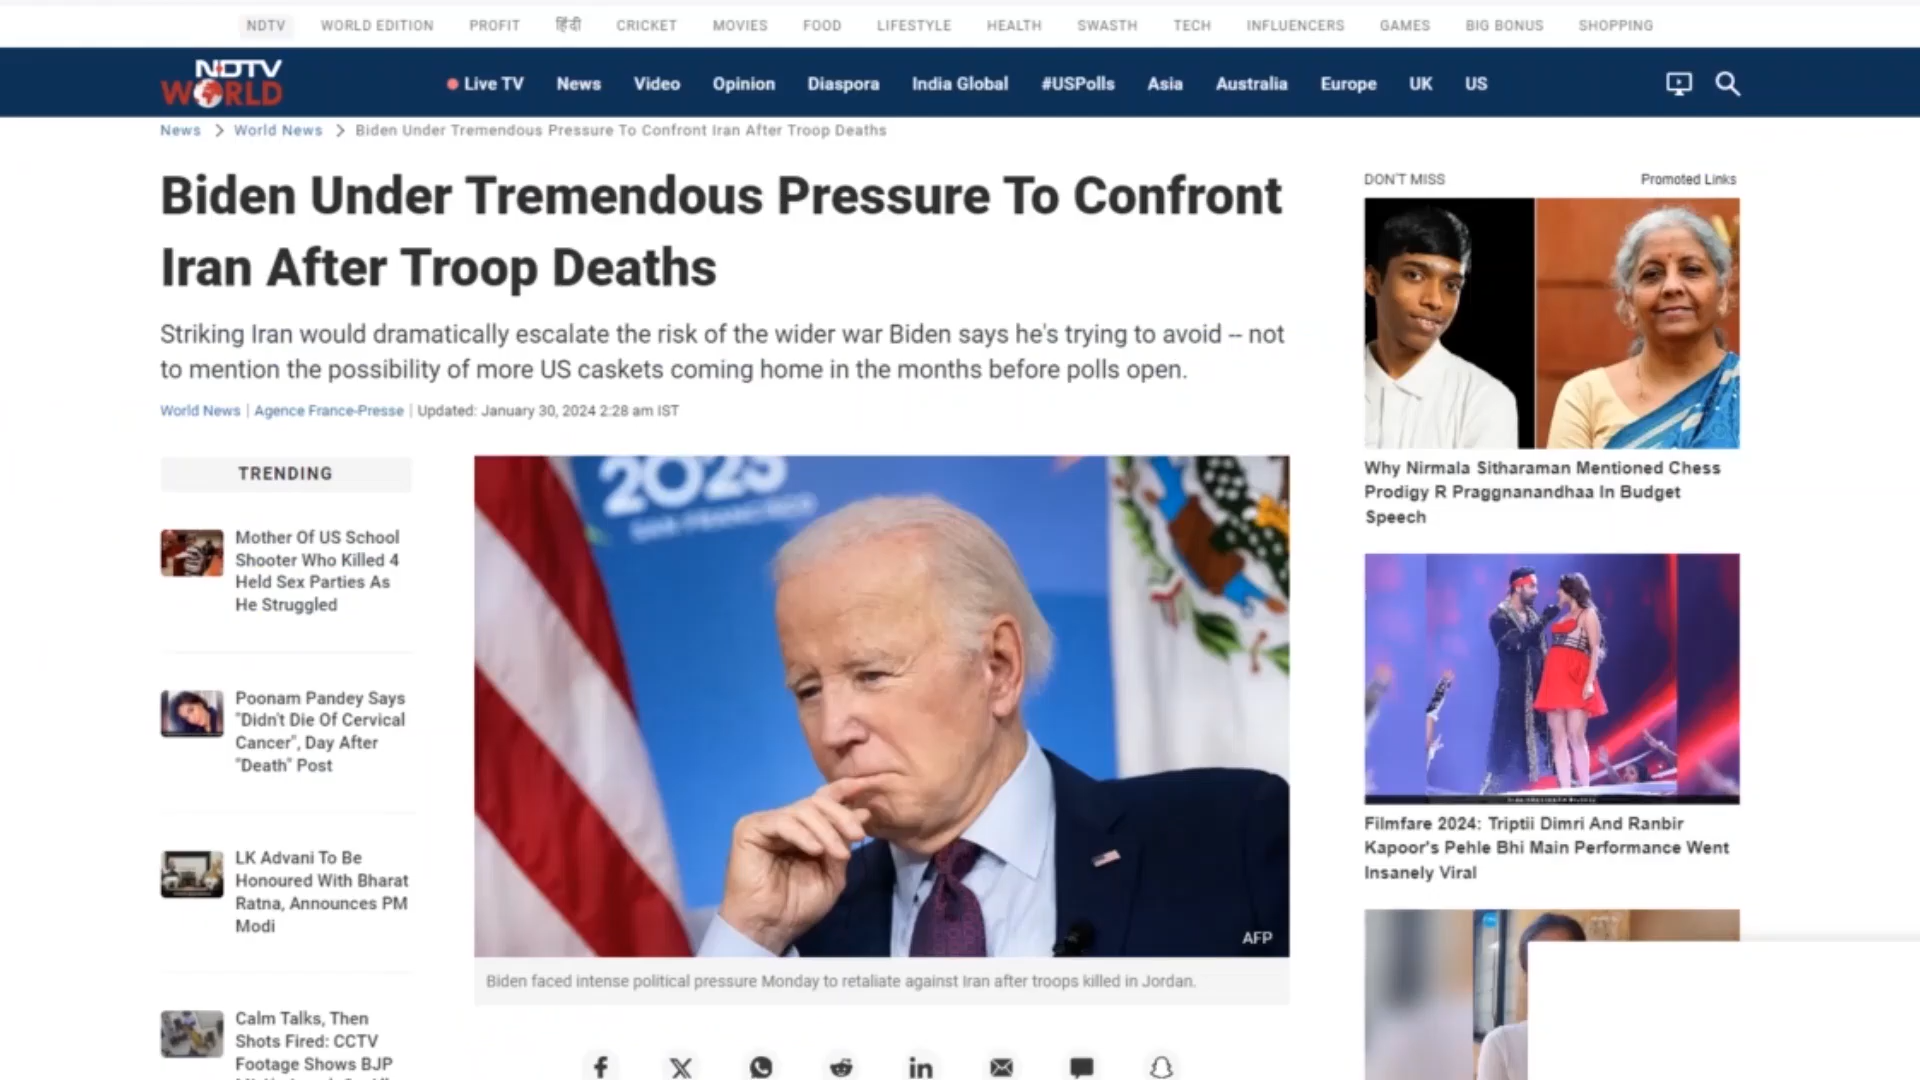 NDTV WORLD EDITION PROFIT हिंदी CRICKET MOVIES FOOD LIFESTYLE HEALTH SWASTH TECH INFLUENCERS GAMES BIG BONUS SHOPPING
NDTV
WORLD
Live TV News Video Opinion Diaspora India Global #USPolls Asia Australia Europe UK US
News > World News > Biden Under Tremendous Pressure To Confront Iran After Troop Deaths
Biden Under Tremendous Pressure To Confront
Iran After Troop Deaths
Striking Iran would dramatically escalate the risk of the wider war Biden says he's trying to avoid -- not
to mention the possibility of more US caskets coming home in the months before polls open.
World News | Agence France-Presse | Updated: January 30, 2024 2:28 am IST
TRENDING
Mother Of US School
Shooter Who Killed 4
Held Sex Parties As
He Struggled
Poonam Pandey Says
"Didn't Die Of Cervical
Cancer", Day After
"Death" Post
LK Advani To Be
Honoured With Bharat
Ratna, Announces PM
Modi
Calm Talks, Then
Shots Fired: CCTV
Footage Shows BJP
2023
SAN FRANCISCO
AFP
Biden faced intense political pressure Monday to retaliate against Iran after troops killed in Jordan.
DON'T MISS Promoted Links
Why Nirmala Sitharaman Mentioned Chess
Prodigy R Praggnanandhaa In Budget
Speech
Filmfare 2024: Triptii Dimri And Ranbir
Kapoor's Pehle Bhi Main Performance Went
Insanely Viral